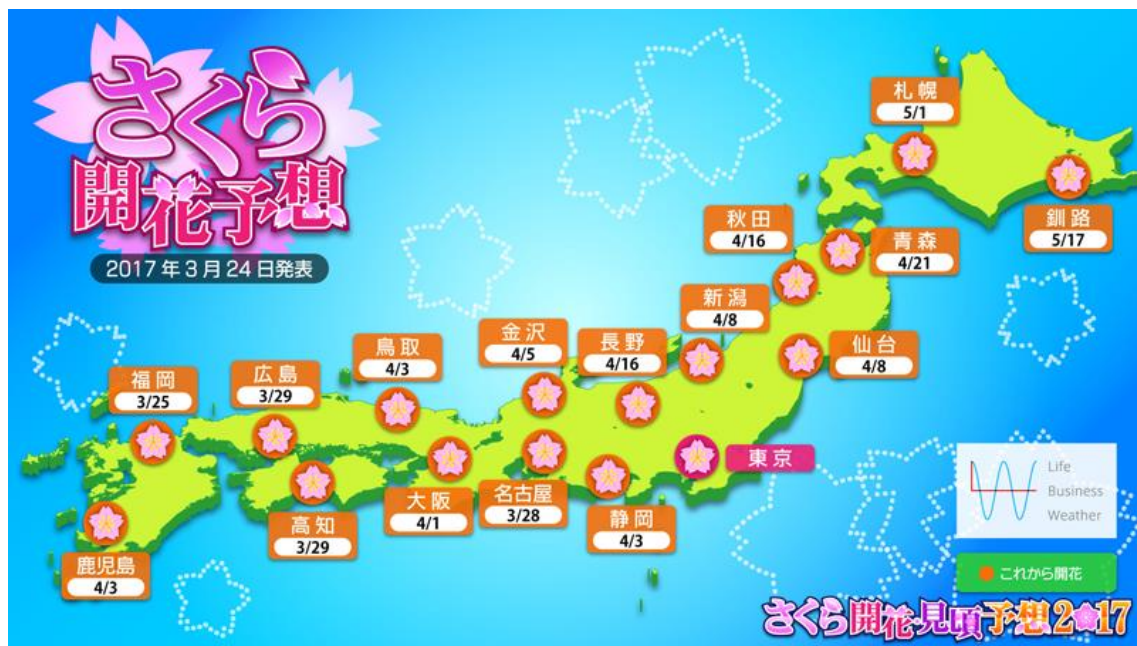 さくら
開花予想
2017年3月24日発表
札幌
5/1
釧路
5/17
秋田
4/16
青森
4/21
新潟
4/8
仙台
4/8
金沢
4/5
長野
4/16
鳥取
4/3
広島
3/29
福岡
3/25
東京
大阪
4/1
名古屋
3/28
静岡
4/3
高知
3/29
鹿児島
4/3
Life
Business
Weather
これから開花
さくら開花・見頃予想2017